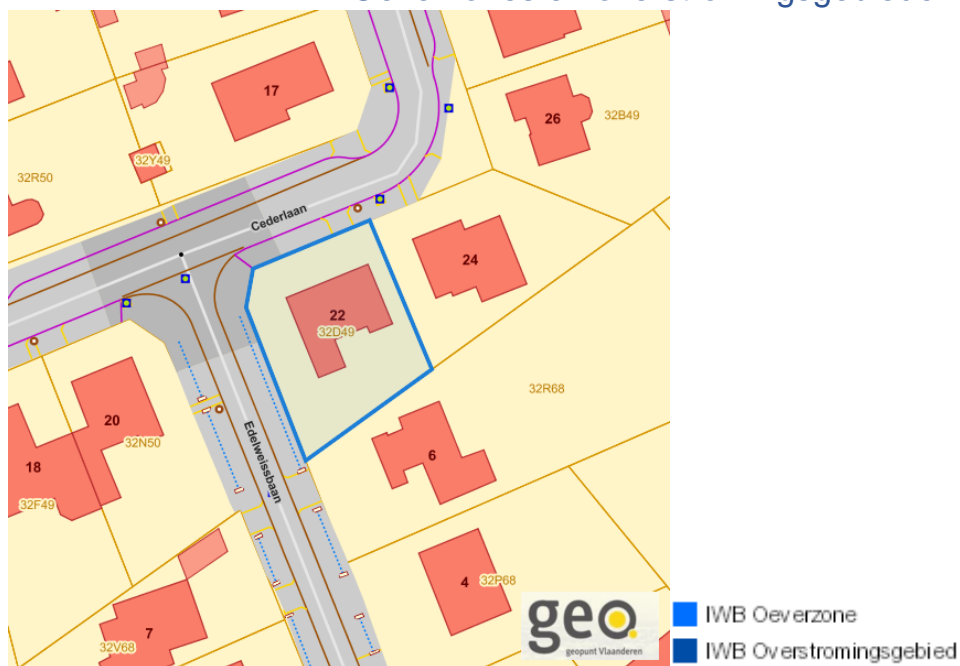 17
26
32B49
32Y49
32R50
Cederlaan
24
22
32D49
32R68
20
32N50
18
32F49
Edelweissbaan
6
4
32P68
7
32V68
geo.
geopunt Vlaanderen
IWB Oeverzone
IWB Overstromingsgebied